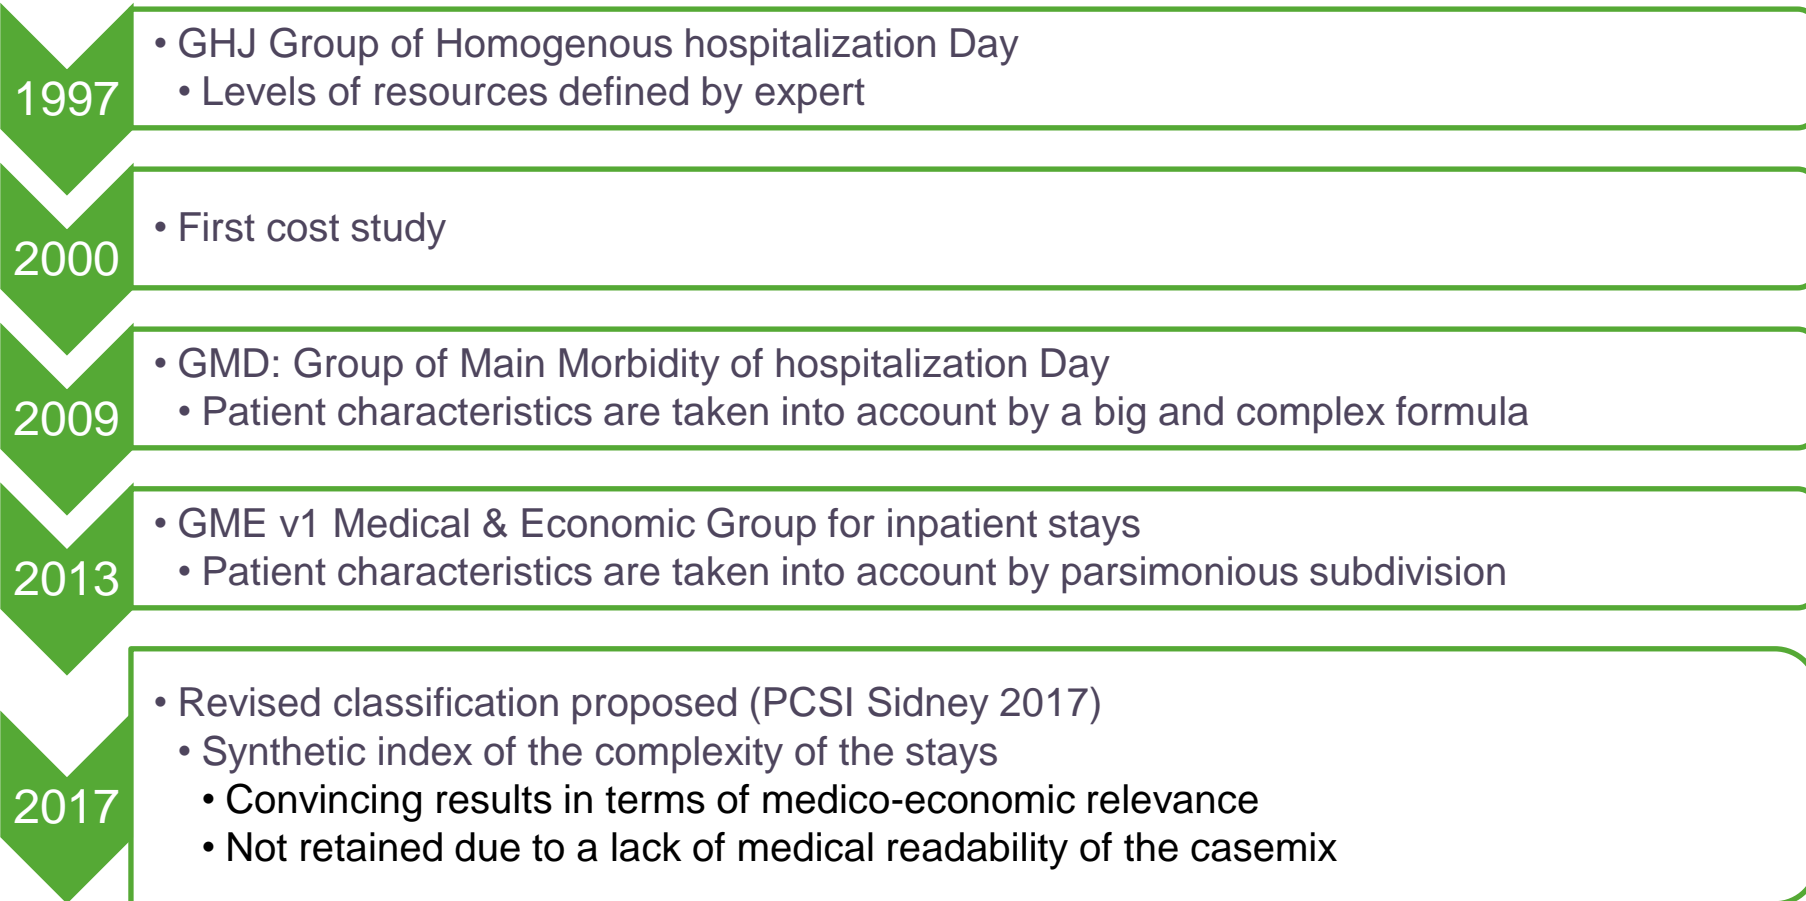 1997
• GHJ Group of Homogenous hospitalization Day
• Levels of resources defined by expert
2000
• First cost study
2009
• GMD: Group of Main Morbidity of hospitalization Day
• Patient characteristics are taken into account by a big and complex formula
2013
• GME v1 Medical & Economic Group for inpatient stays
• Patient characteristics are taken into account by parsimonious subdivision
2017
• Revised classification proposed (PCSI Sidney 2017)
• Synthetic index of the complexity of the stays
• Convincing results in terms of medico-economic relevance
• Not retained due to a lack of medical readability of the casemix